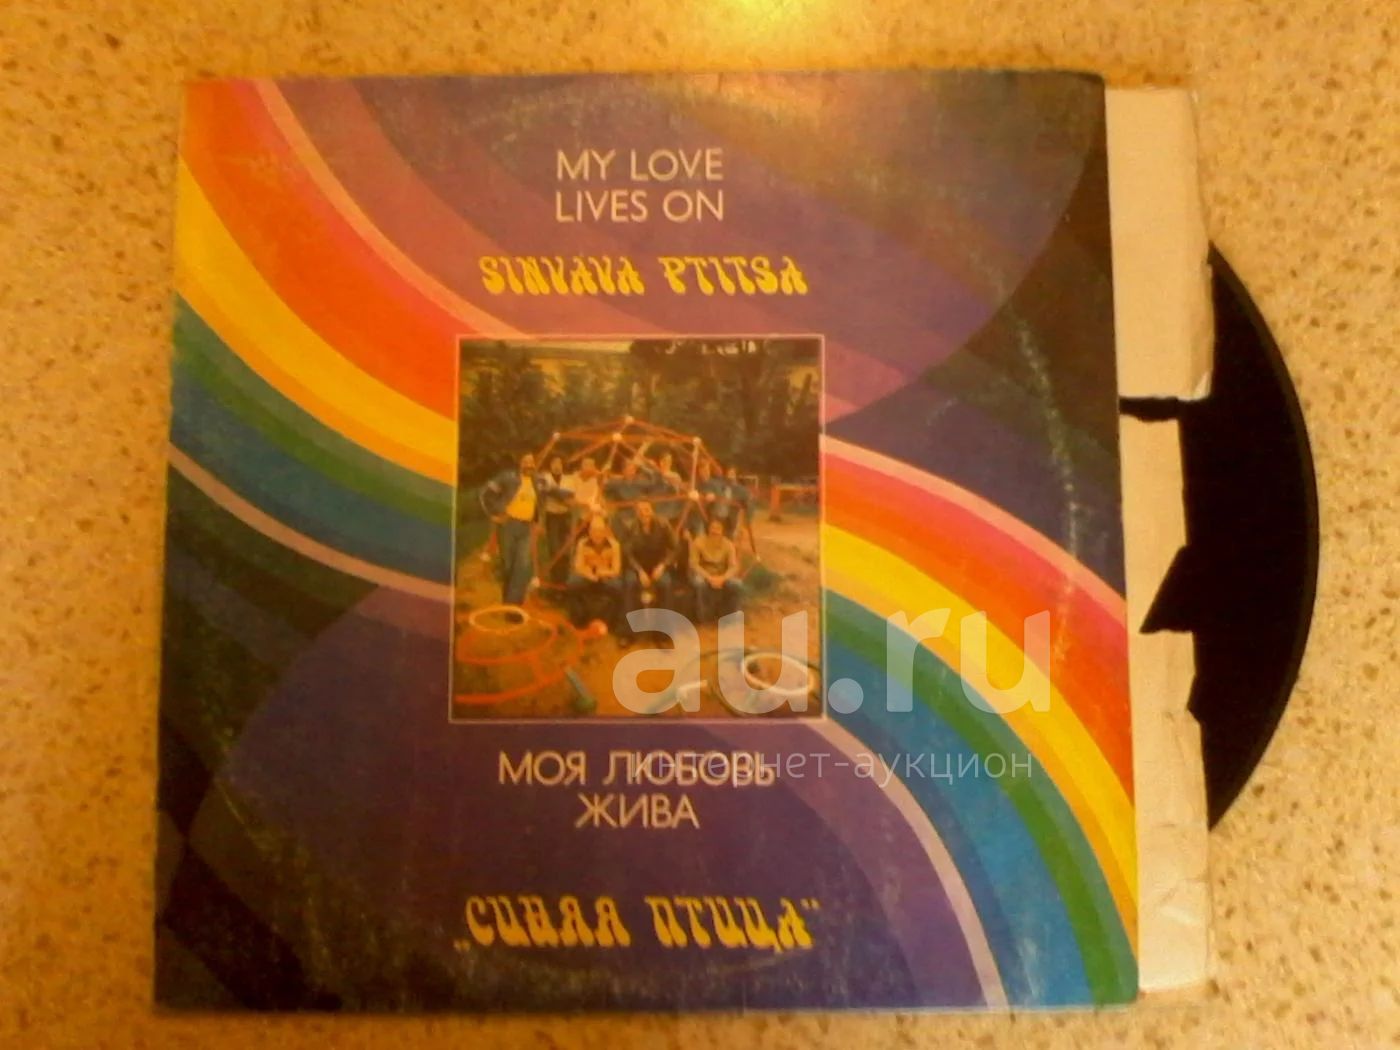 MY LOVE
LIVES ON
SINYAYA PTITSA
au.ru
интернет-аукцион
МОЯ ЛЮБОВЬ
ЖИВА
„СИНЯЯ ПТИЦА“